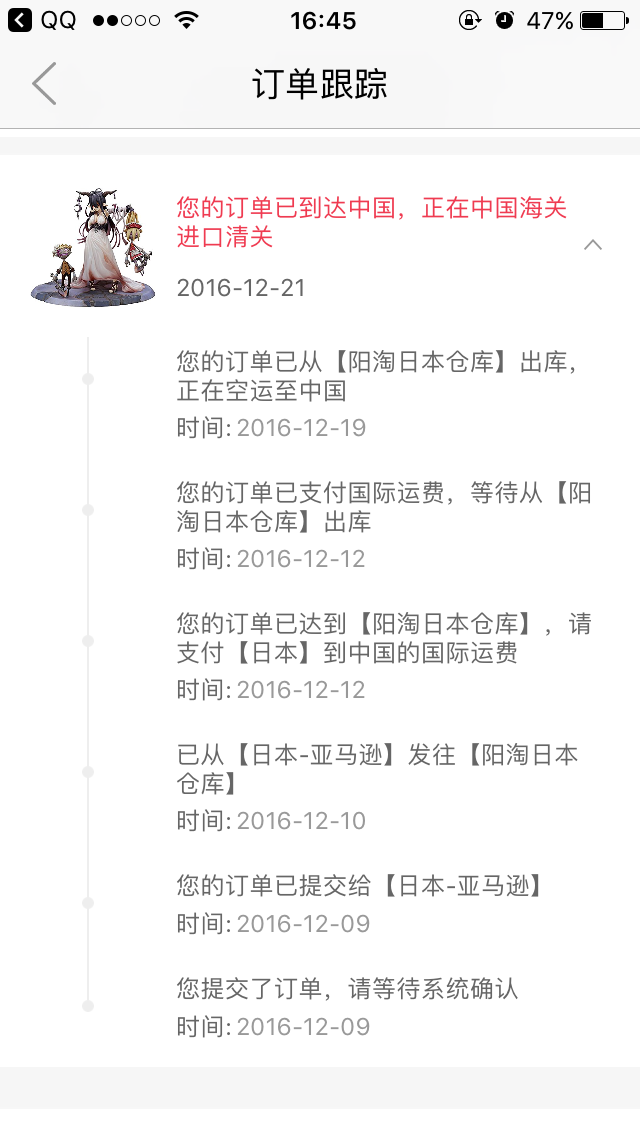 QQ 16:45 47%
订单跟踪
您的订单已到达中国，正在中国海关
进口清关
2016-12-21
您的订单已从【阳淘日本仓库】出库，
正在空运至中国
时间: 2016-12-19
您的订单已支付国际运费，等待从【阳
淘日本仓库】出库
时间: 2016-12-12
您的订单已达到【阳淘日本仓库】，请
支付【日本】到中国的国际运费
时间: 2016-12-12
已从【日本-亚马逊】发往【阳淘日本
仓库】
时间: 2016-12-10
您的订单已提交给【日本-亚马逊】
时间: 2016-12-09
您提交了订单，请等待系统确认
时间: 2016-12-09